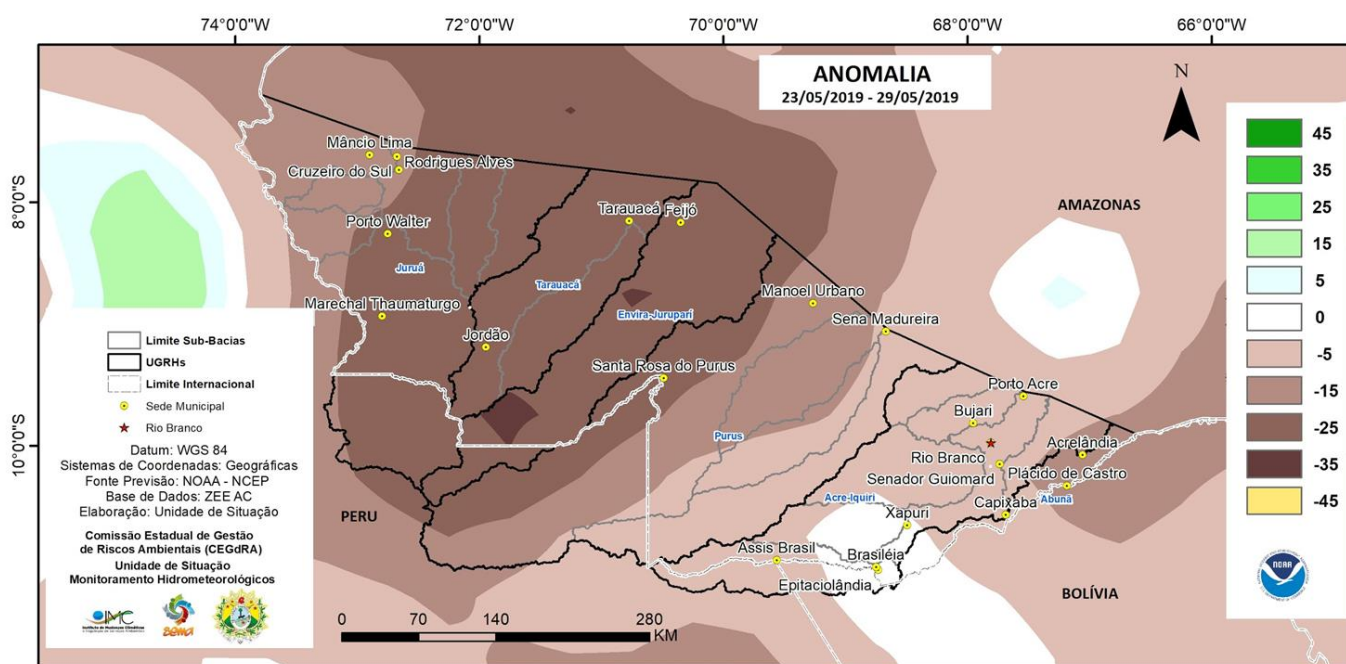 74°0'0"W
72°0'0"W
70°0'0"W
68°0'0"W
66°0'0"W
8°0'0"S
10°0'0"S
ANOMALIA
23/05/2019 - 29/05/2019
N
AMAZONAS
PERU
BOLÍVIA
Mâncio Lima
Rodrigues Alves
Cruzeiro do Sul
Porto Walter
Juruá
Marechal Thaumaturgo
Jordão
Tarauacá
Feijó
Tarauacá
Envira-Juruparí
Manoel Urbano
Sena Madureira
Santa Rosa do Purus
Purus
Porto Acre
Bujari
Rio Branco
Acrelândia
Senador Guiomard
Plácido de Castro
Capixaba
Abunã
Acre-Iquiri
Xapuri
Assis Brasil
Brasiléia
Epitaciolândia
Limite Sub-Bacias
UGRHs
Limite Internacional
Sede Municipal
Rio Branco
Datum: WGS 84
Sistemas de Coordenadas: Geográficas
Fonte Previsão: NOAA - NCEP
Base de Dados: ZEE AC
Elaboração: Unidade de Situação
Comissão Estadual de Gestão
de Riscos Ambientais (CEGdRA)
Unidade de Situação
Monitoramento Hidrometeorológicos
IMC
sema
0
70
140
280
KM
45
35
25
15
5
0
-5
-15
-25
-35
-45
NOAA